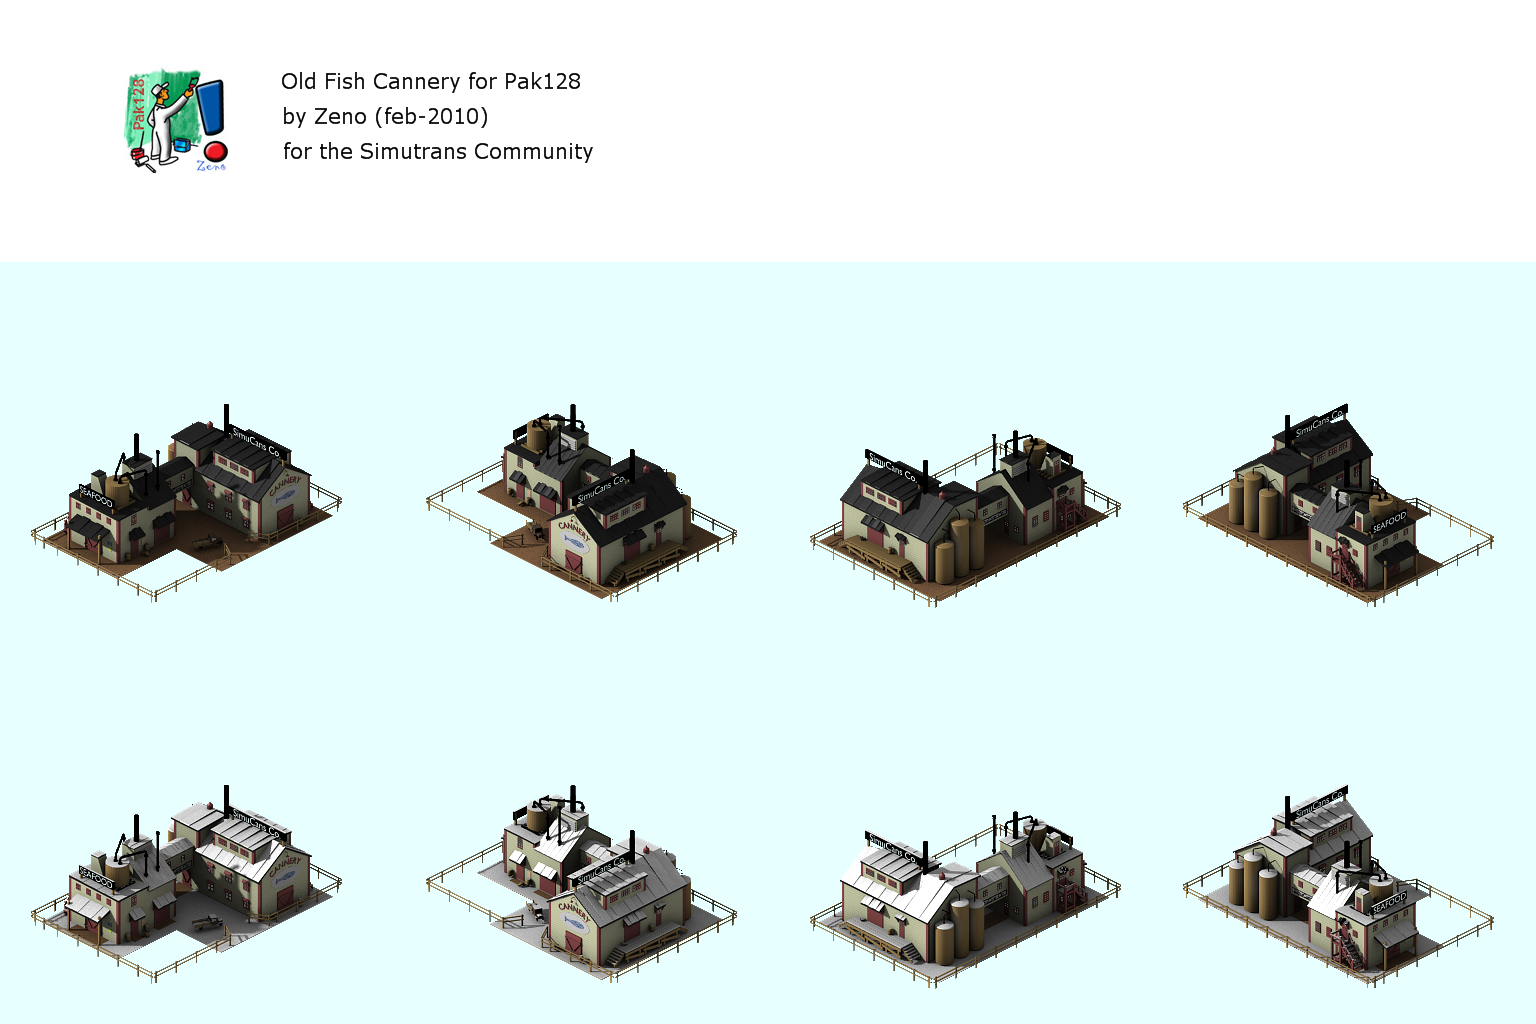 Pak128
Zeno
Old Fish Cannery for Pak128
by Zeno (feb-2010)
for the Simutrans Community
SimuCans Co.
SEAFOOD
CANNERY
SimuCans Co.
CANNERY
SimuCans Co.
SimuCans Co.
SEAFOOD
SimuCans Co.
SEAFOOD
CANNERY
SimuCans Co.
CANNERY
SimuCans Co.
SimuCans Co.
SEAFOOD